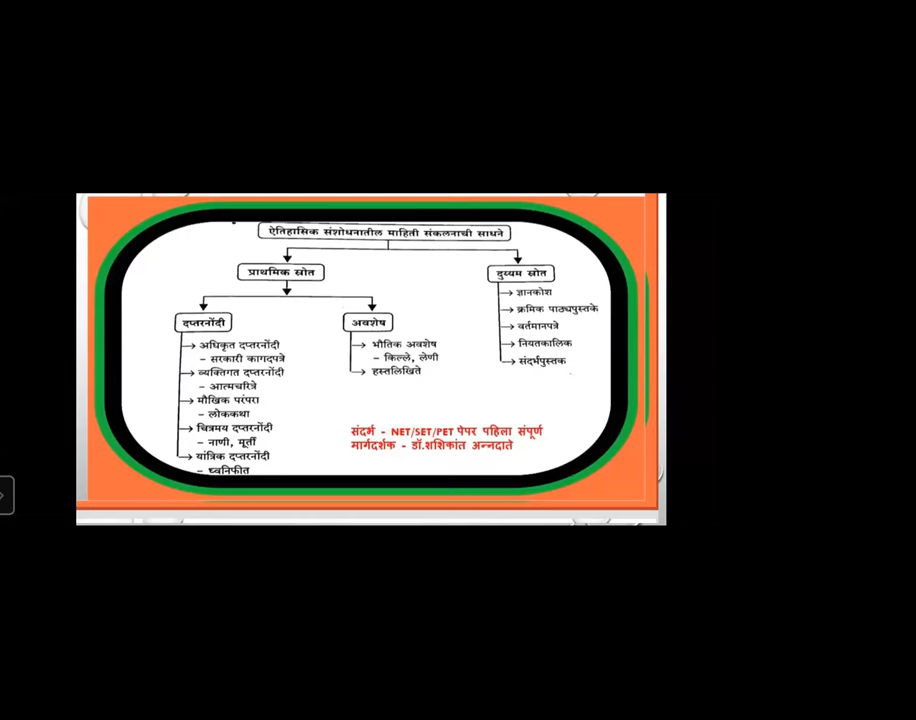 ऐतिहासिक संशोधनातील माहिती संकलनाची साधने
प्राथमिक स्रोत
दुय्यम स्रोत
ज्ञानकोश
क्रमिक पाठ्यपुस्तके
वर्तमानपत्रे
नियतकालिक
संदर्भपुस्तक
दप्तरनोंदी
अधिकृत दप्तरनोंदी
– सरकारी कागदपत्रे
व्यक्तिगत दप्तरनोंदी
– आत्मचरित्रे
मौखिक परंपरा
– लोककथा
चित्रमय दप्तरनोंदी
– नाणी, मूर्ती
यांत्रिक दप्तरनोंदी
– ध्वनिफीत
अवशेष
भौतिक अवशेष
– किल्ले, लेणी
हस्तलिखिते
संदर्भ - NET/SET/PET पेपर पहिला संपूर्ण
मार्गदर्शक - डॉ.शशिकांत अन्नदाते